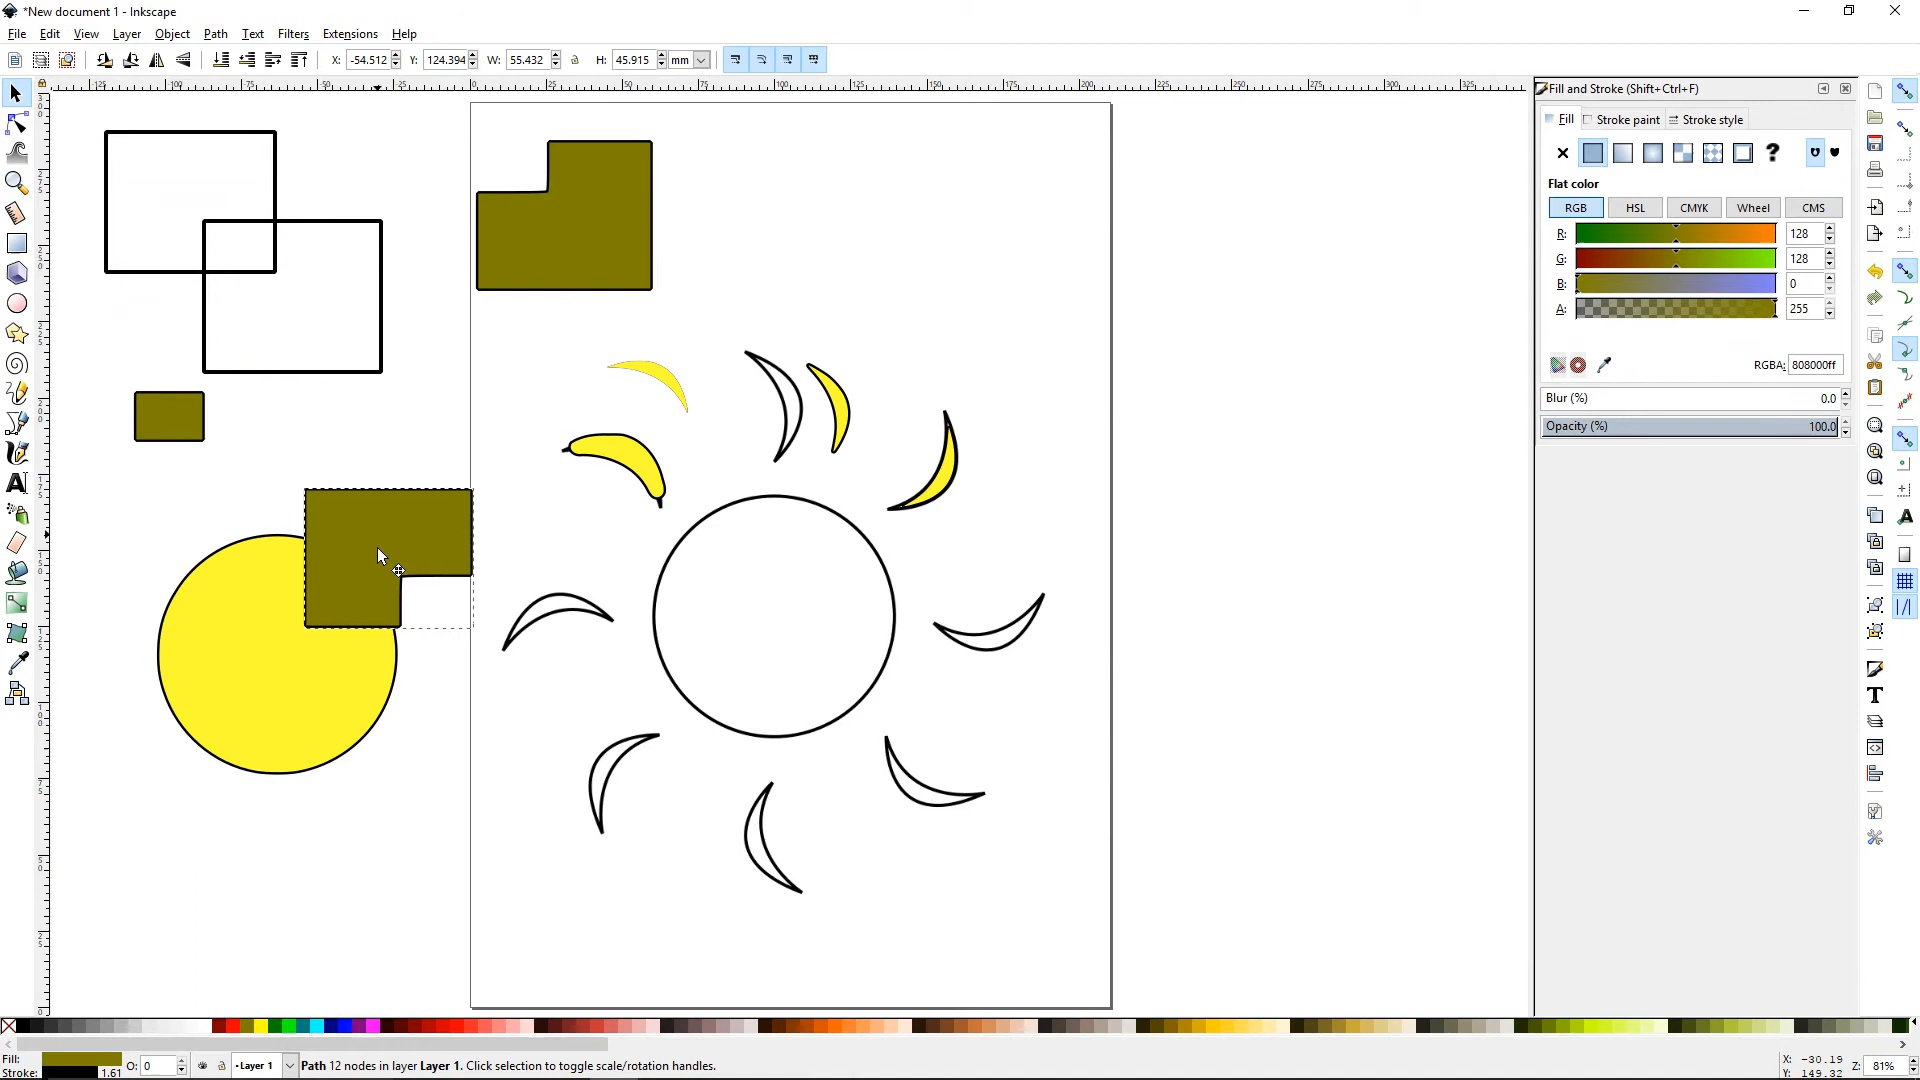 *New document 1 - Inkscape
File Edit View Layer Object Path Text Filters Extensions Help
X: -54.512 Y: 124.394 W: 55.432 H: 45.915 mm
Fill and Stroke (Shift+Ctrl+F)
Fill Stroke paint Stroke style
Flat color
RGB HSL CMYK Wheel CMS
R: 128
G: 128
B: 0
A: 255
RGBA: 808000ff
Blur (%) 0.0
Opacity (%) 100.0
Fill:
Stroke: 1.61
O: 0
Layer 1
Path 12 nodes in layer Layer 1. Click selection to toggle scale/rotation handles.
X: -30.19
Y: 149.32
Z: 81%